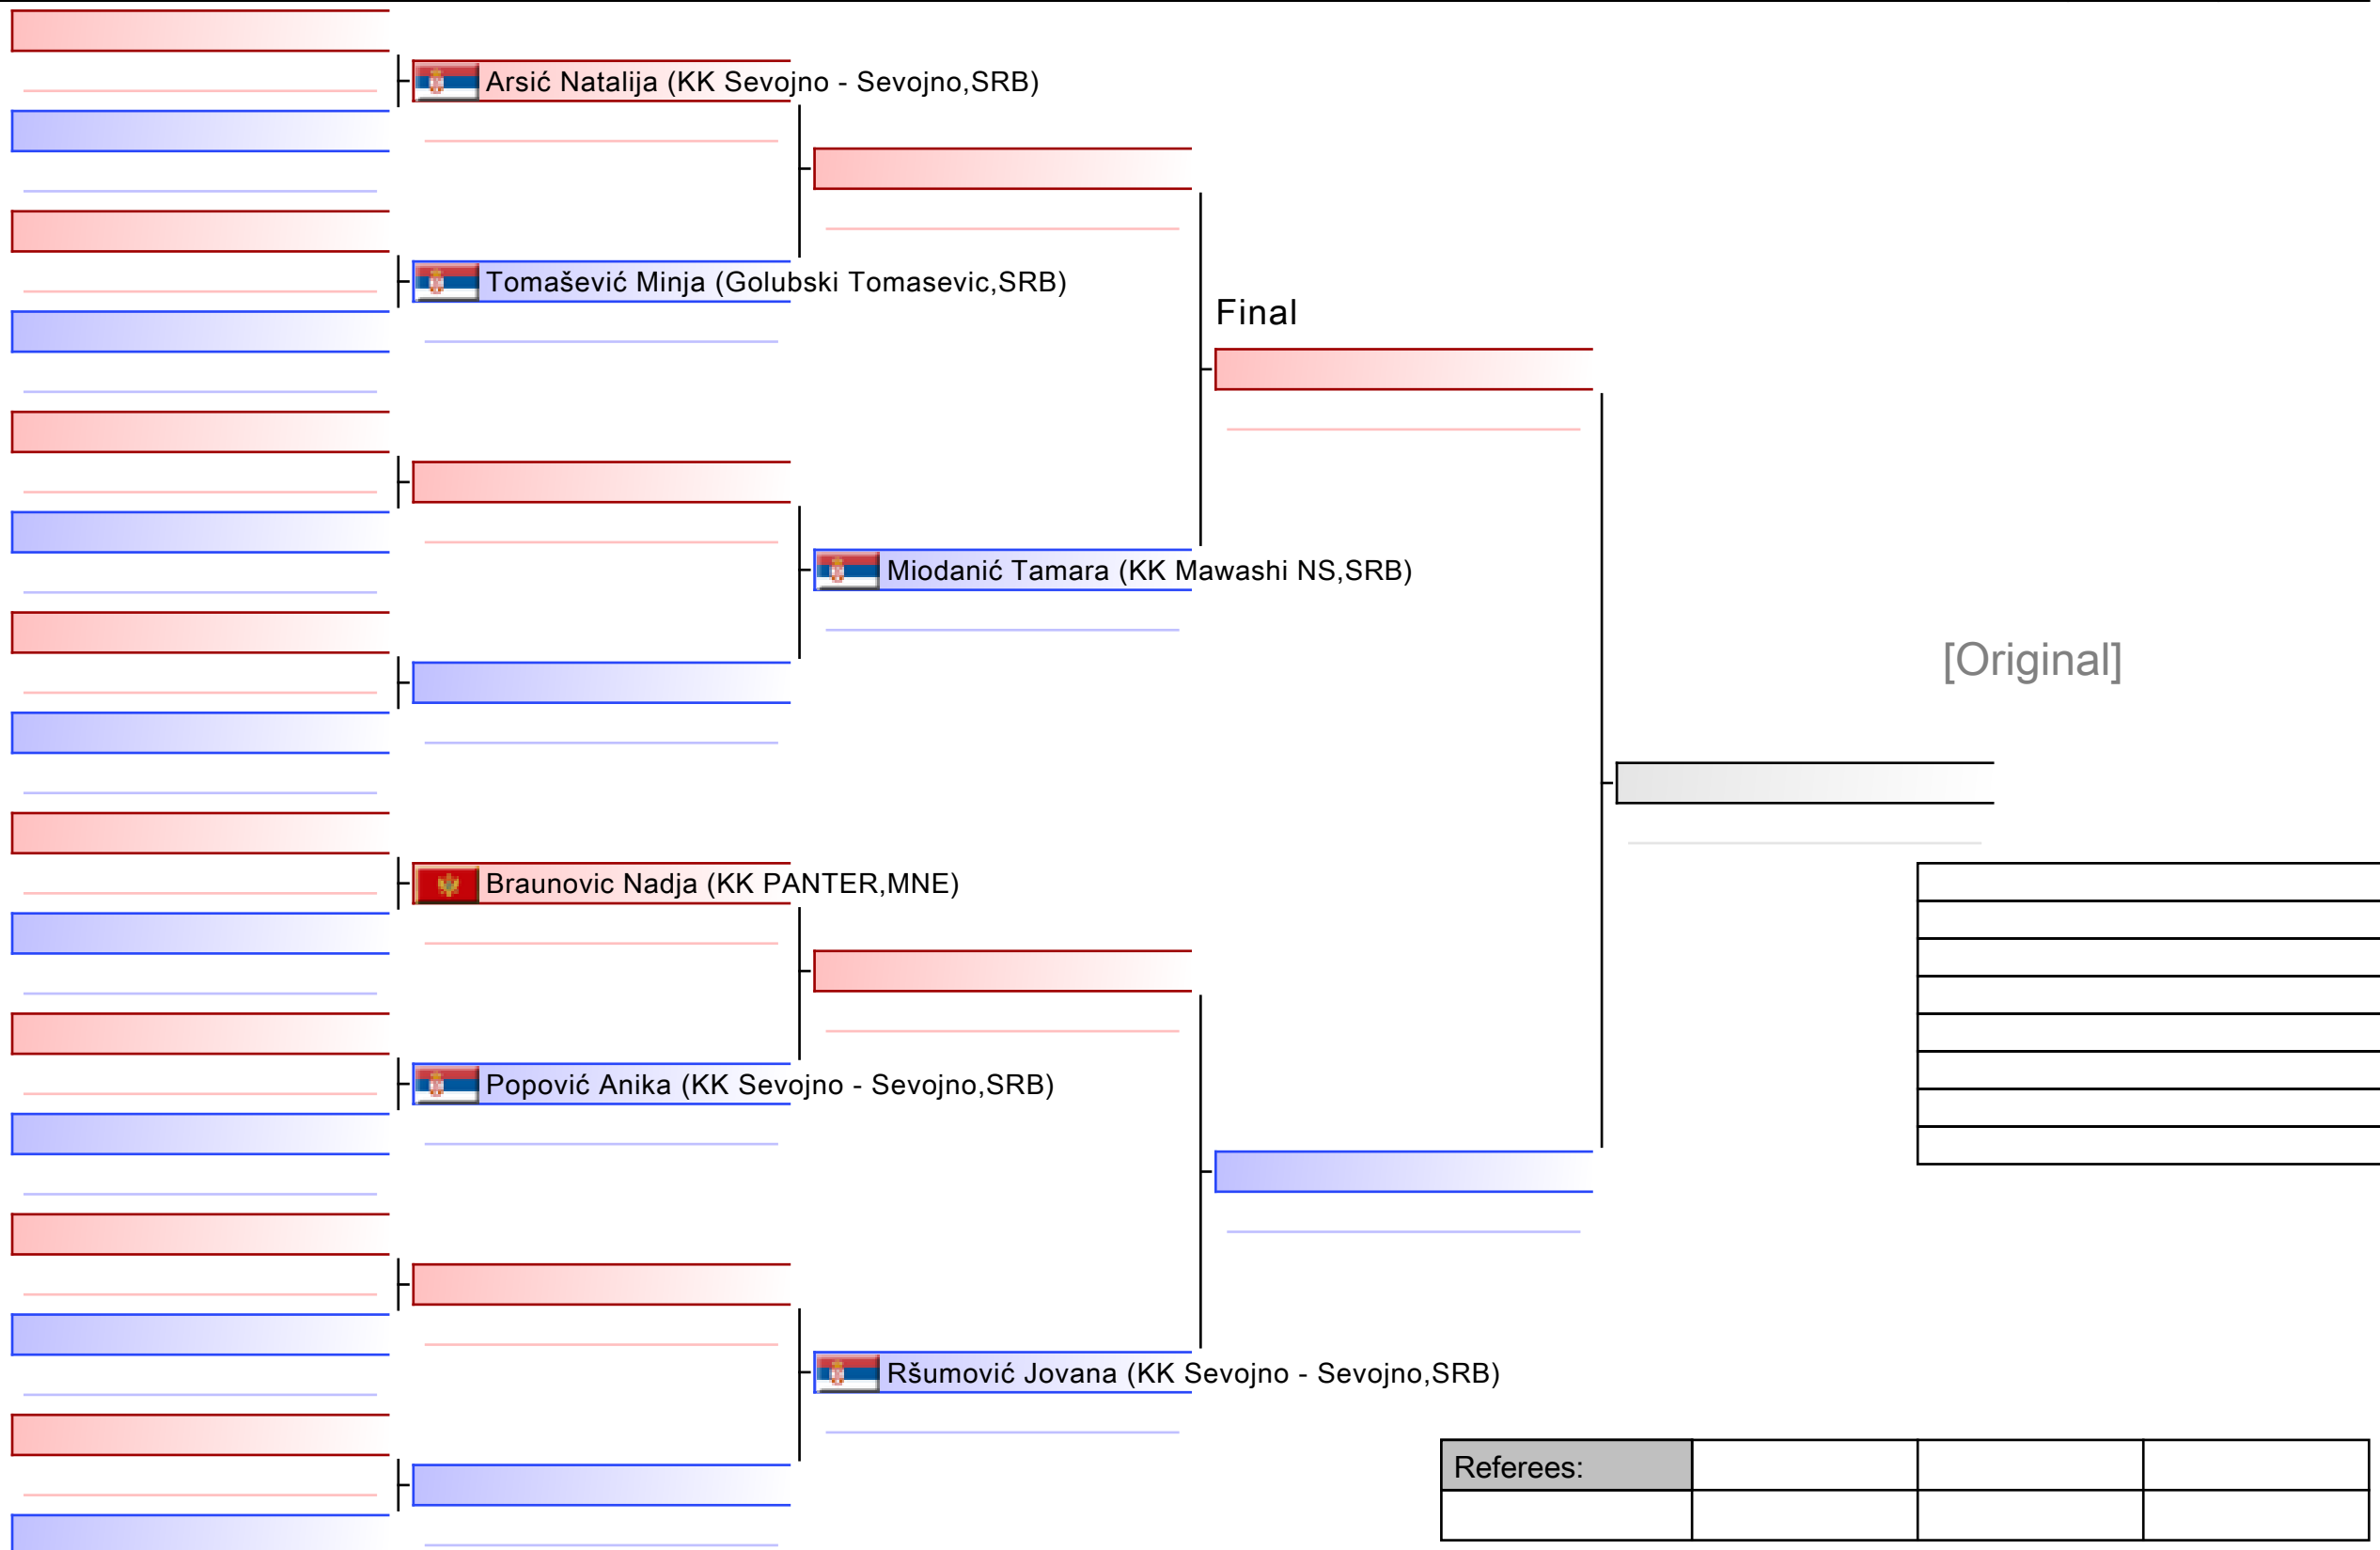 Arsić Natalija (KK Sevojno - Sevojno,SRB)
Tomašević Minja (Golubski Tomasevic,SRB)
Final
Miodanić Tamara (KK Mawashi NS,SRB)
[Original]
Braunovic Nadja (KK PANTER,MNE)
Popović Anika (KK Sevojno - Sevojno,SRB)
Ršumović Jovana (KK Sevojno - Sevojno,SRB)
Referees: